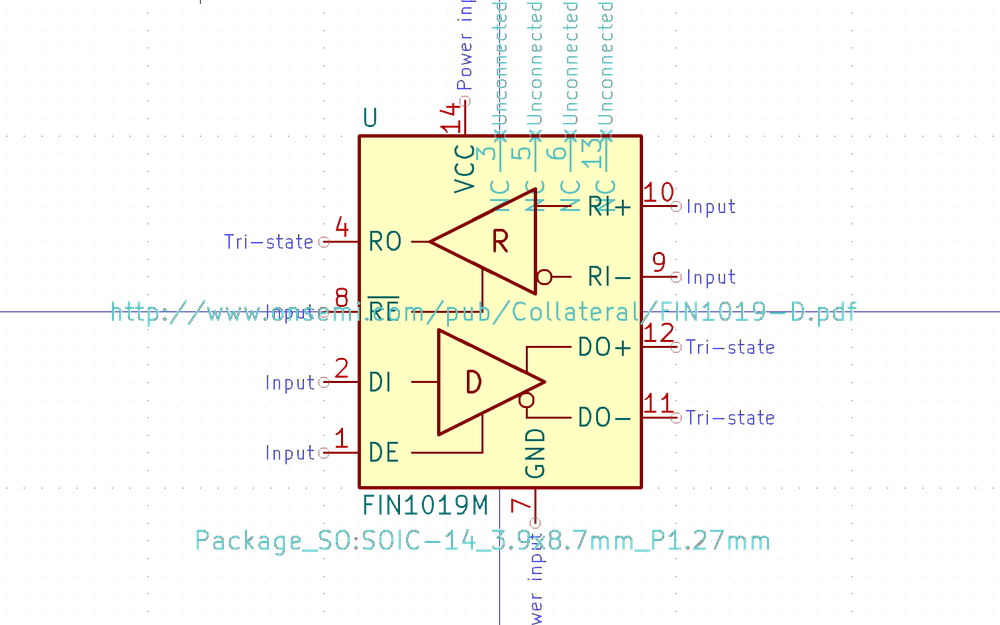 Power inp
Unconnected
Unconnected
Unconnected
Unconnected
U
14
VCC
3
NC
5
NC
6
NC
13
NC
R
RI+
10
Input
Tri-state
4
RO
RI-
9
Input
Input
8
RE
http://www.onsemi.com/pub/Collateral/FIN1019-D.pdf
DO+
12
Tri-state
Input
2
DI
D
DO-
11
Tri-state
Input
1
DE
GND
FIN1019M
7
Package_SO:SOIC-14_3.9x8.7mm_P1.27mm
wer input